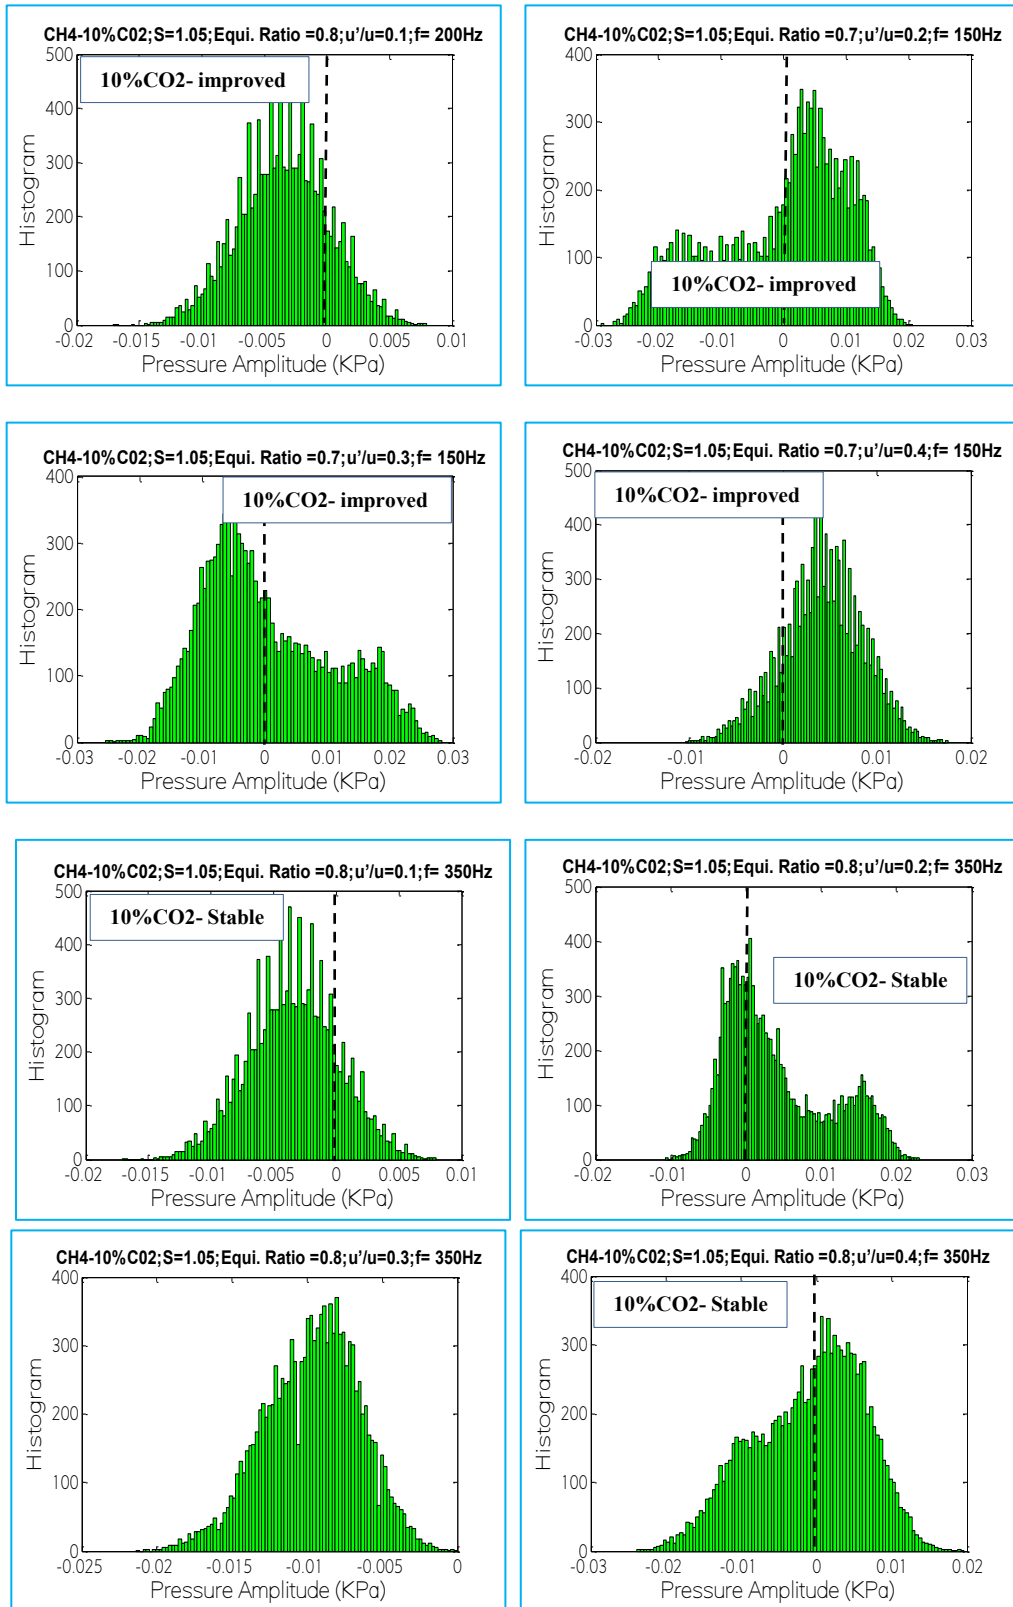 CH4-10%C02;S=1.05;Equi. Ratio =0.8;u'/u=0.1;f= 200Hz
10%CO2- improved
Histogram
500
400
300
200
100
0
-0.02 -0.015 -0.01 -0.005 0 0.005 0.01
Pressure Amplitude (KPa)
CH4-10%C02;S=1.05;Equi. Ratio =0.7;u'/u=0.2;f= 150Hz
10%CO2- improved
Histogram
400
300
200
100
0
-0.03 -0.02 -0.01 0 0.01 0.02 0.03
Pressure Amplitude (KPa)
CH4-10%C02;S=1.05;Equi. Ratio =0.7;u'/u=0.3;f= 150Hz
10%CO2- improved
Histogram
400
300
200
100
0
-0.03 -0.02 -0.01 0 0.01 0.02 0.03
Pressure Amplitude (KPa)
CH4-10%C02;S=1.05;Equi. Ratio =0.7;u'/u=0.4;f= 150Hz
10%CO2- improved
Histogram
500
400
300
200
100
0
-0.02 -0.01 0 0.01 0.02
Pressure Amplitude (KPa)
CH4-10%C02;S=1.05;Equi. Ratio =0.8;u'/u=0.1;f= 350Hz
10%CO2- Stable
Histogram
500
400
300
200
100
0
-0.02 -0.015 -0.01 -0.005 0 0.005 0.01
Pressure Amplitude (KPa)
CH4-10%C02;S=1.05;Equi. Ratio =0.8;u'/u=0.2;f= 350Hz
10%CO2- Stable
Histogram
500
400
300
200
100
0
-0.02 -0.01 0 0.01 0.02 0.03
Pressure Amplitude (KPa)
CH4-10%C02;S=1.05;Equi. Ratio =0.8;u'/u=0.3;f= 350Hz
Histogram
400
300
200
100
0
-0.025 -0.02 -0.015 -0.01 -0.005 0
Pressure Amplitude (KPa)
CH4-10%C02;S=1.05;Equi. Ratio =0.8;u'/u=0.4;f= 350Hz
10%CO2- Stable
Histogram
400
300
200
100
0
-0.03 -0.02 -0.01 0 0.01 0.02
Pressure Amplitude (KPa)